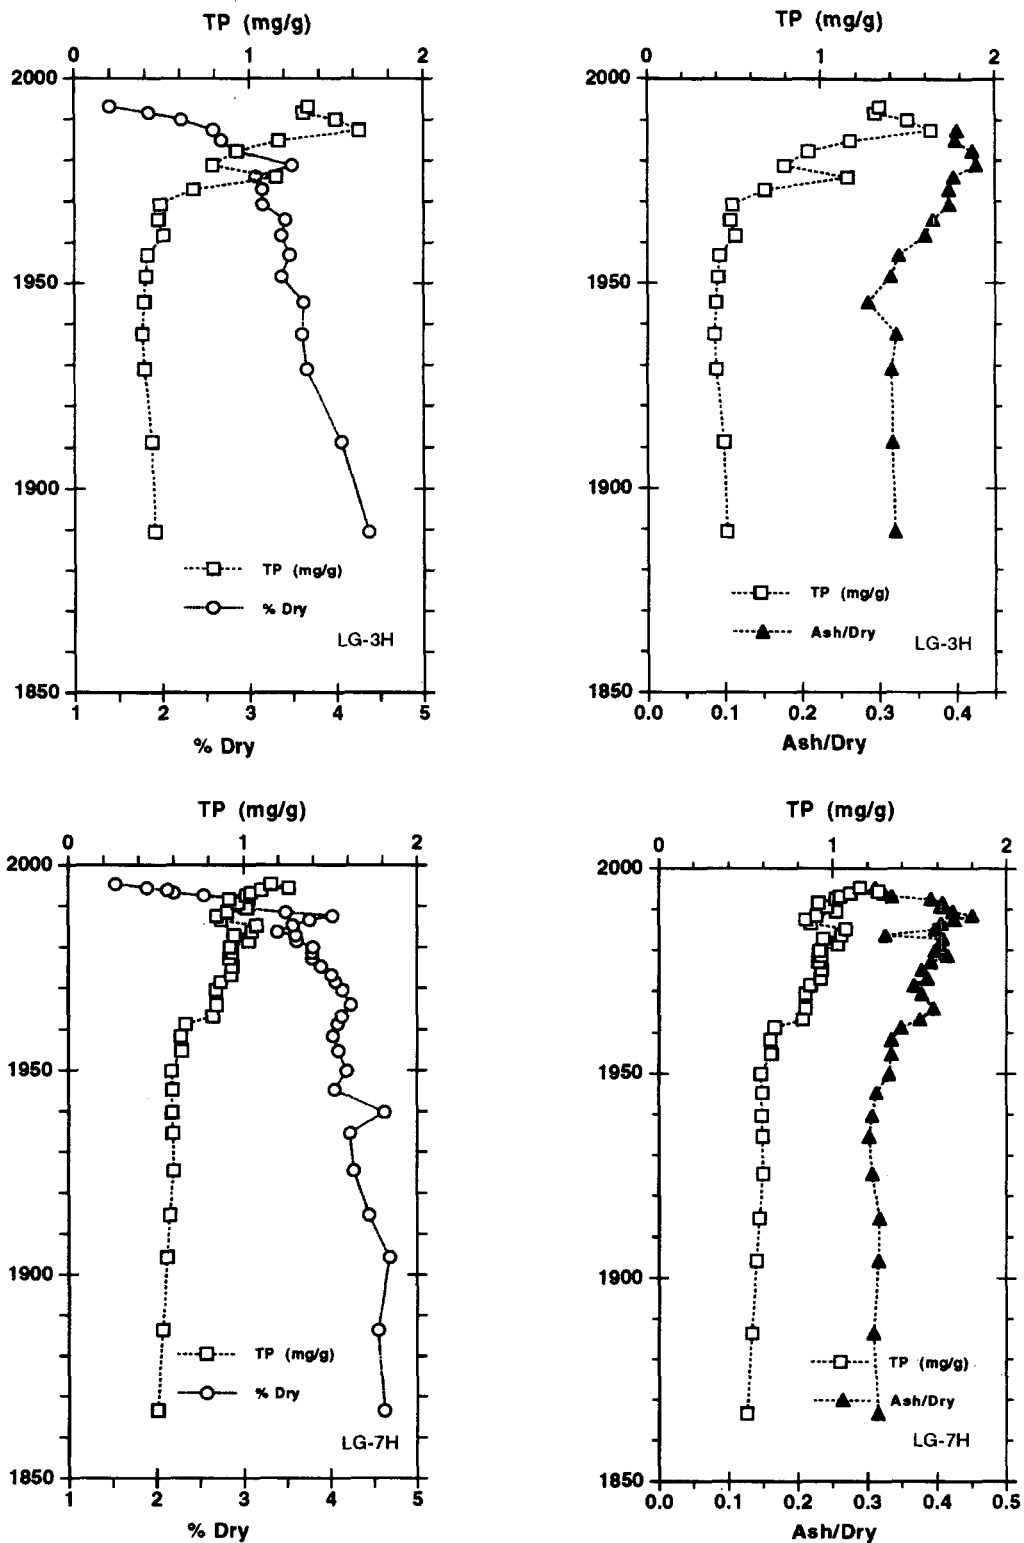 TP (mg/g)
0 1 2
2000
1950
1900
1850
TP (mg/g)
% Dry
LG-3H
1 2 3 4 5
% Dry
TP (mg/g)
0 1 2
2000
1950
1900
1850
TP (mg/g)
Ash/Dry
LG-3H
0.0 0.1 0.2 0.3 0.4
Ash/Dry
TP (mg/g)
0 1 2
2000
1950
1900
1850
TP (mg/g)
% Dry
LG-7H
1 2 3 4 5
% Dry
TP (mg/g)
0 1 2
2000
1950
1900
1850
TP (mg/g)
Ash/Dry
LG-7H
0.0 0.1 0.2 0.3 0.4 0.5
Ash/Dry